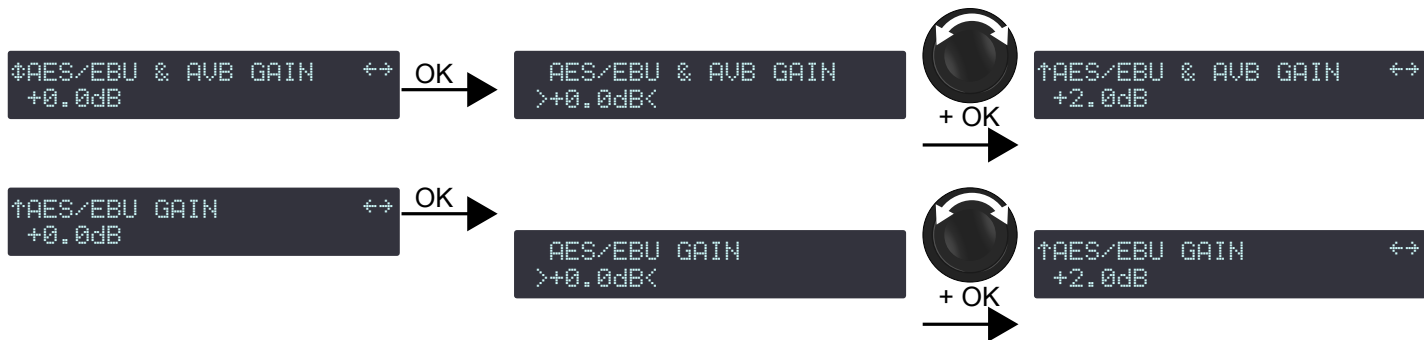 ↕AES/EBU & AVB GAIN ↔
+0.0dB
OK
AES/EBU & AVB GAIN
>+0.0dB<
+ OK
↑AES/EBU & AVB GAIN ↔
+2.0dB
↑AES/EBU GAIN ↔
+0.0dB
OK
AES/EBU GAIN
>+0.0dB<
+ OK
↑AES/EBU GAIN ↔
+2.0dB